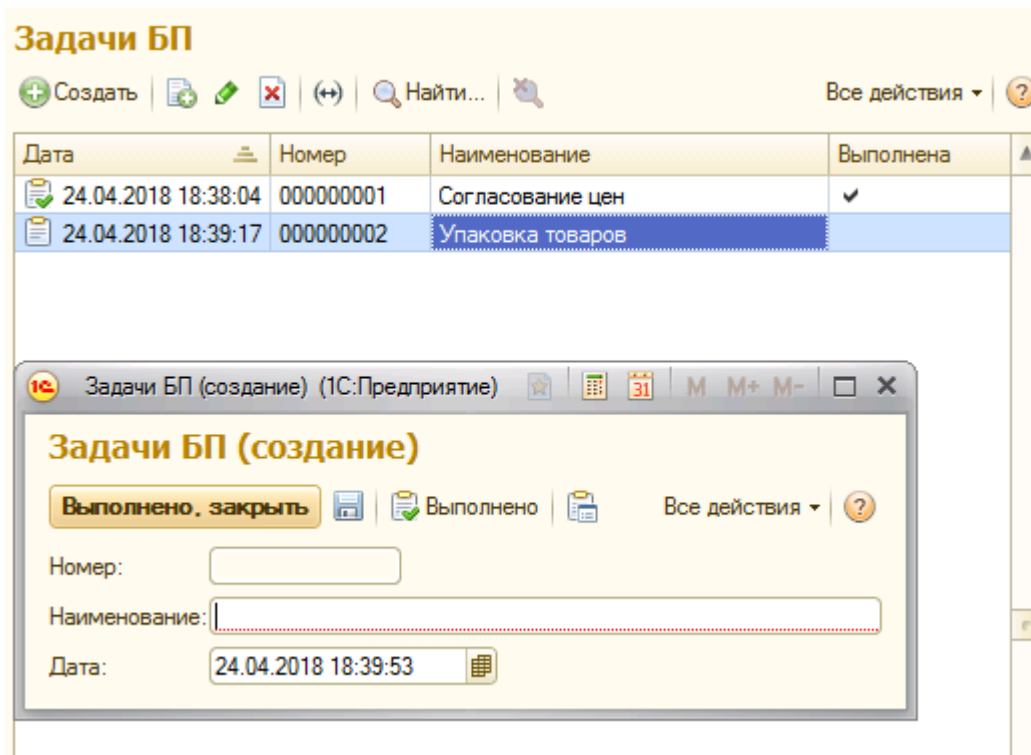 Задачи БП
Создать Найти... Все действия
Дата Номер Наименование Выполнена
24.04.2018 18:38:04 000000001 Согласование цен
24.04.2018 18:39:17 000000002 Упаковка товаров
1С Задачи БП (создание) (1С:Предприятие) 31 M M+ M-
Задачи БП (создание)
Выполнено, закрыть Выполнено Все действия ?
Номер:
Наименование:
Дата: 24.04.2018 18:39:53